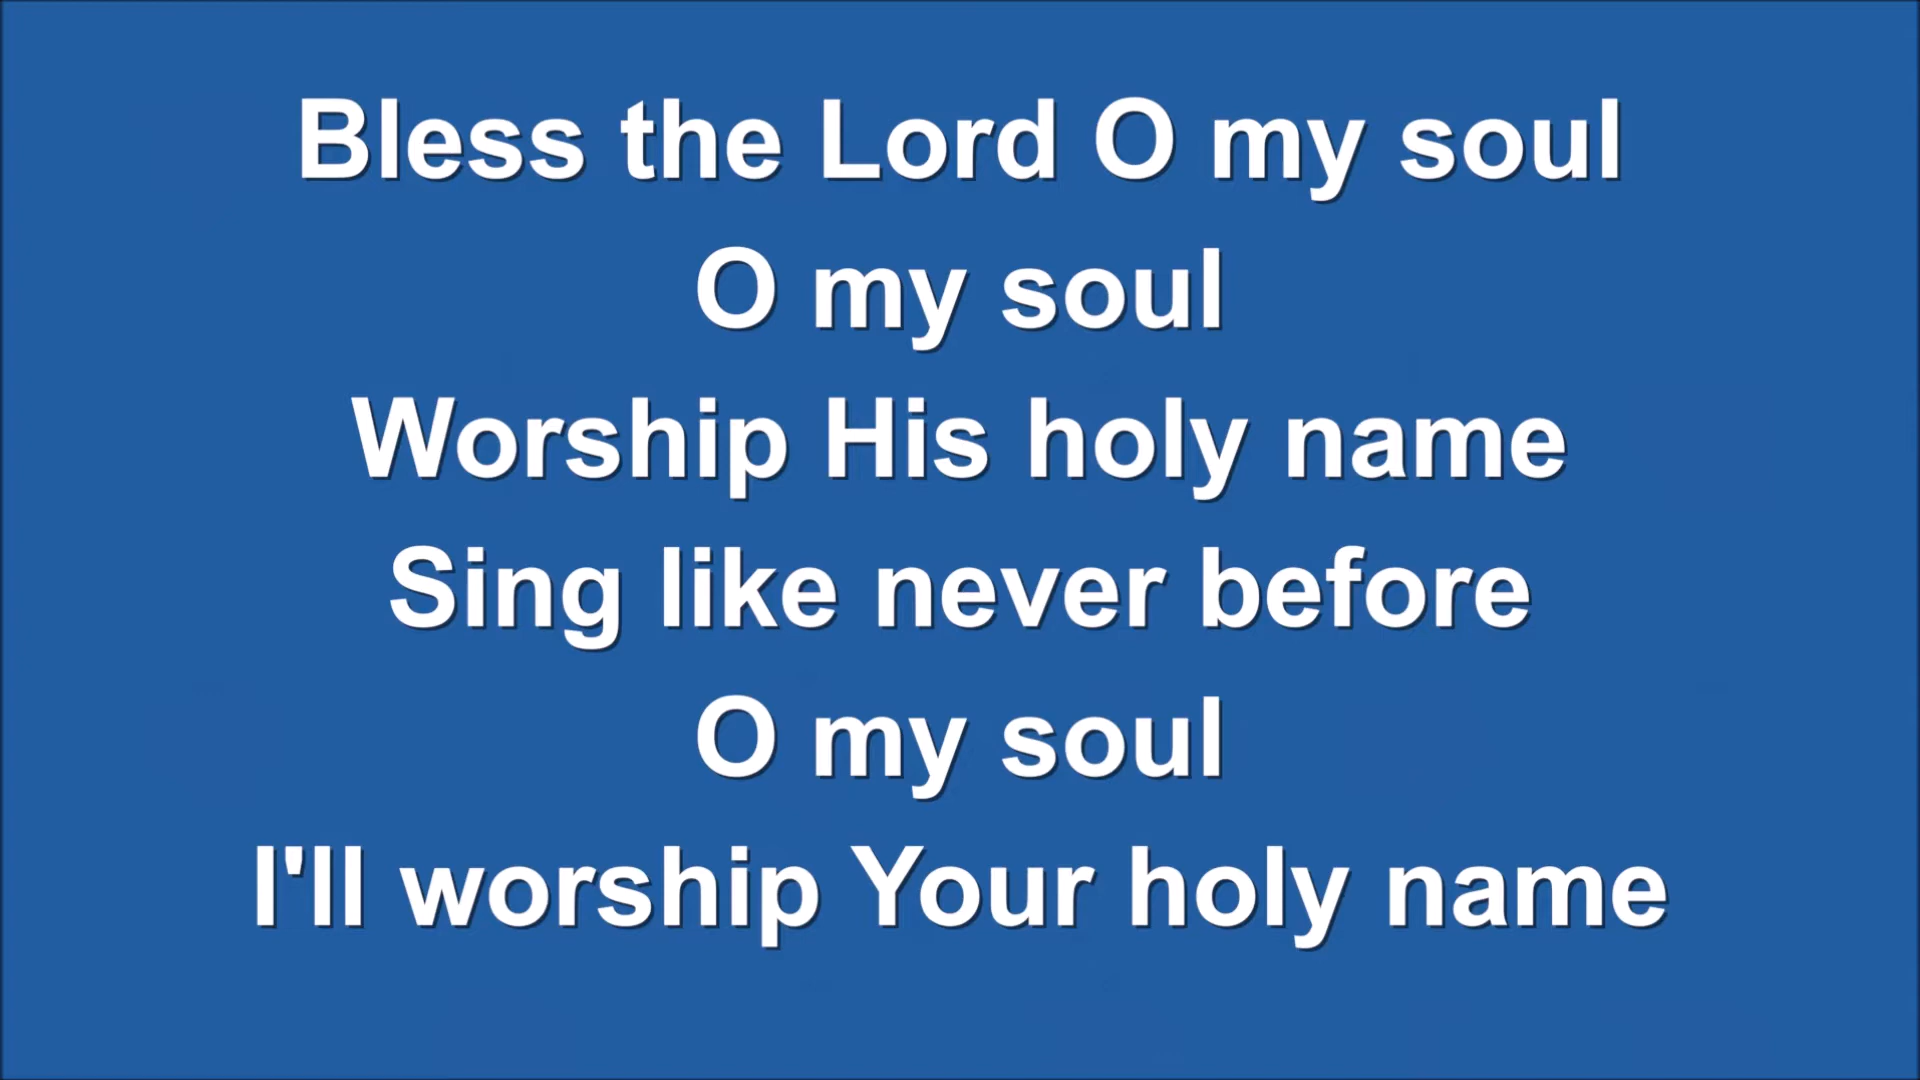 Bless the Lord O my soul
O my soul
Worship His holy name
Sing like never before
O my soul
I'll worship Your holy name